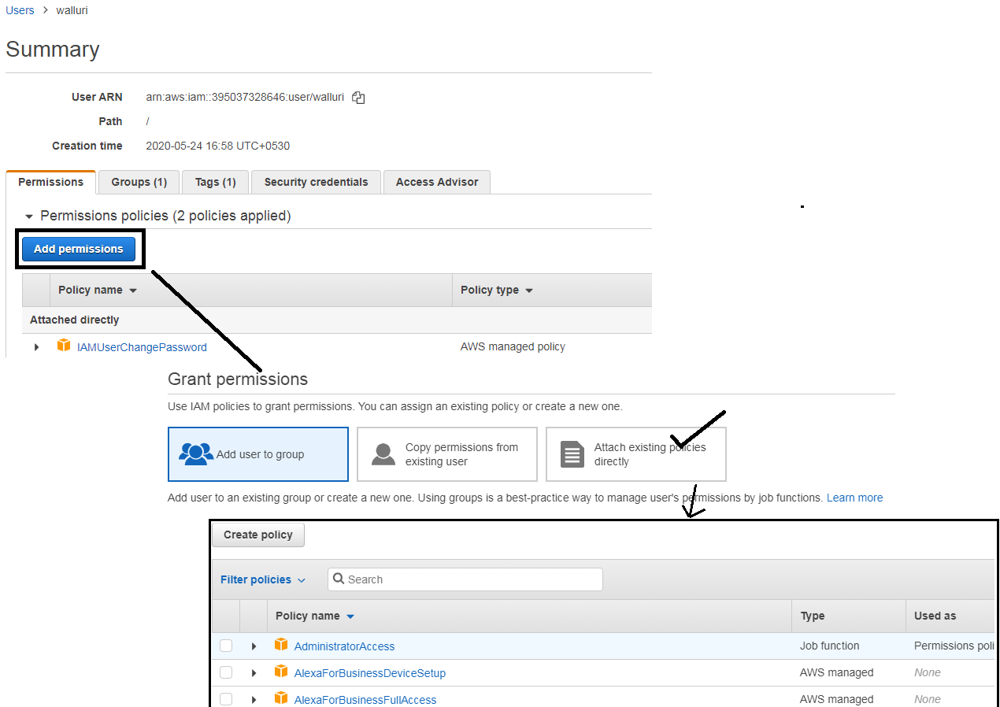 Users > walluri
Summary
User ARN arn:aws:iam::395037328646:user/walluri
Path /
Creation time 2020-05-24 16:58 UTC+0530
Permissions Groups (1) Tags (1) Security credentials Access Advisor
Permissions policies (2 policies applied)
Add permissions
Policy name Policy type
Attached directly
IAMUserChangePassword AWS managed policy
Grant permissions
Use IAM policies to grant permissions. You can assign an existing policy or create a new one.
Add user to group
Copy permissions from
existing user
Attach existing policies
directly
Add user to an existing group or create a new one. Using groups is a best-practice way to manage user's permissions by job functions. Learn more
Create policy
Filter policies Search
Policy name Type Used as
AdministratorAccess Job function Permissions poli
AlexaForBusinessDeviceSetup AWS managed None
AlexaForBusinessFullAccess AWS managed None